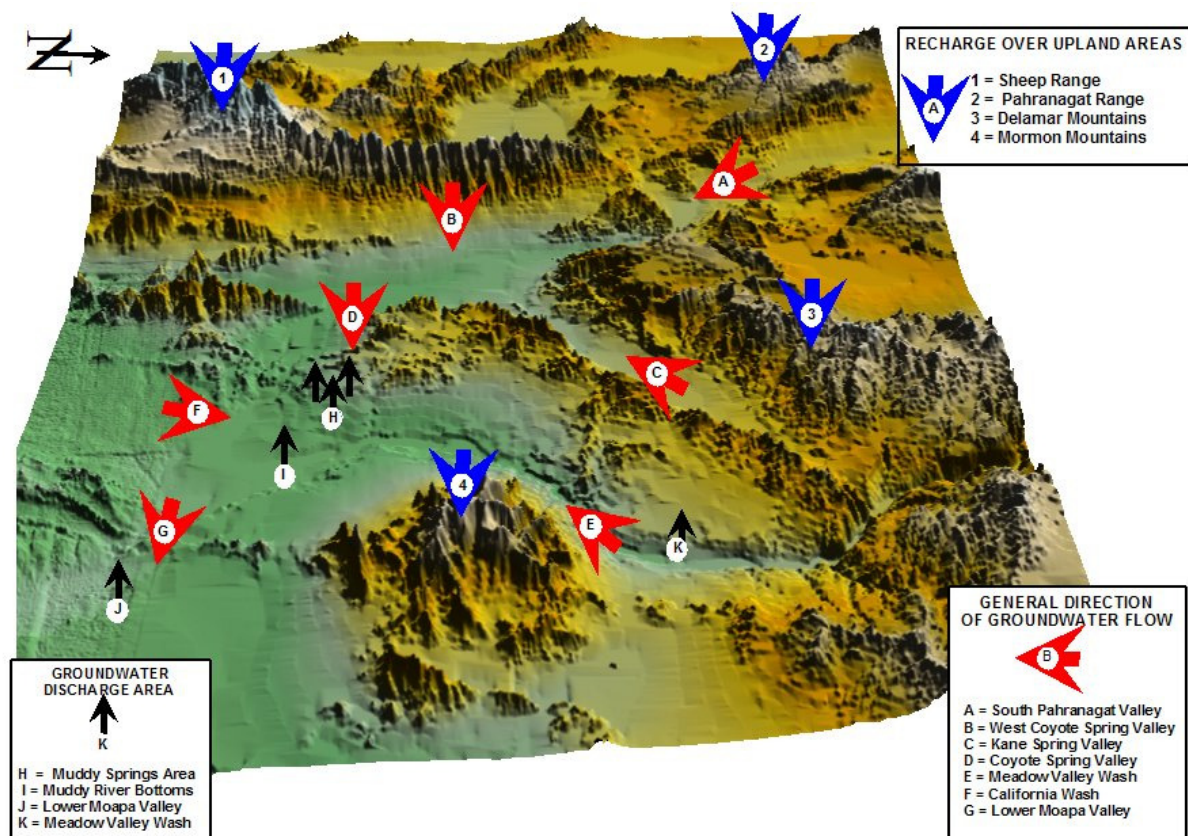 N
1
2
A
B
D
3
C
F
H
I
4
E
G
K
J
RECHARGE OVER UPLAND AREAS
A
1 = Sheep Range
2 = Pahranagat Range
3 = Delamar Mountains
4 = Mormon Mountains
GROUNDWATER
DISCHARGE AREA
K
H = Muddy Springs Area
I = Muddy River Bottoms
J = Lower Moapa Valley
K = Meadow Valley Wash
GENERAL DIRECTION
OF GROUNDWATER FLOW
B
A = South Pahranagat Valley
B = West Coyote Spring Valley
C = Kane Spring Valley
D = Coyote Spring Valley
E = Meadow Valley Wash
F = California Wash
G = Lower Moapa Valley